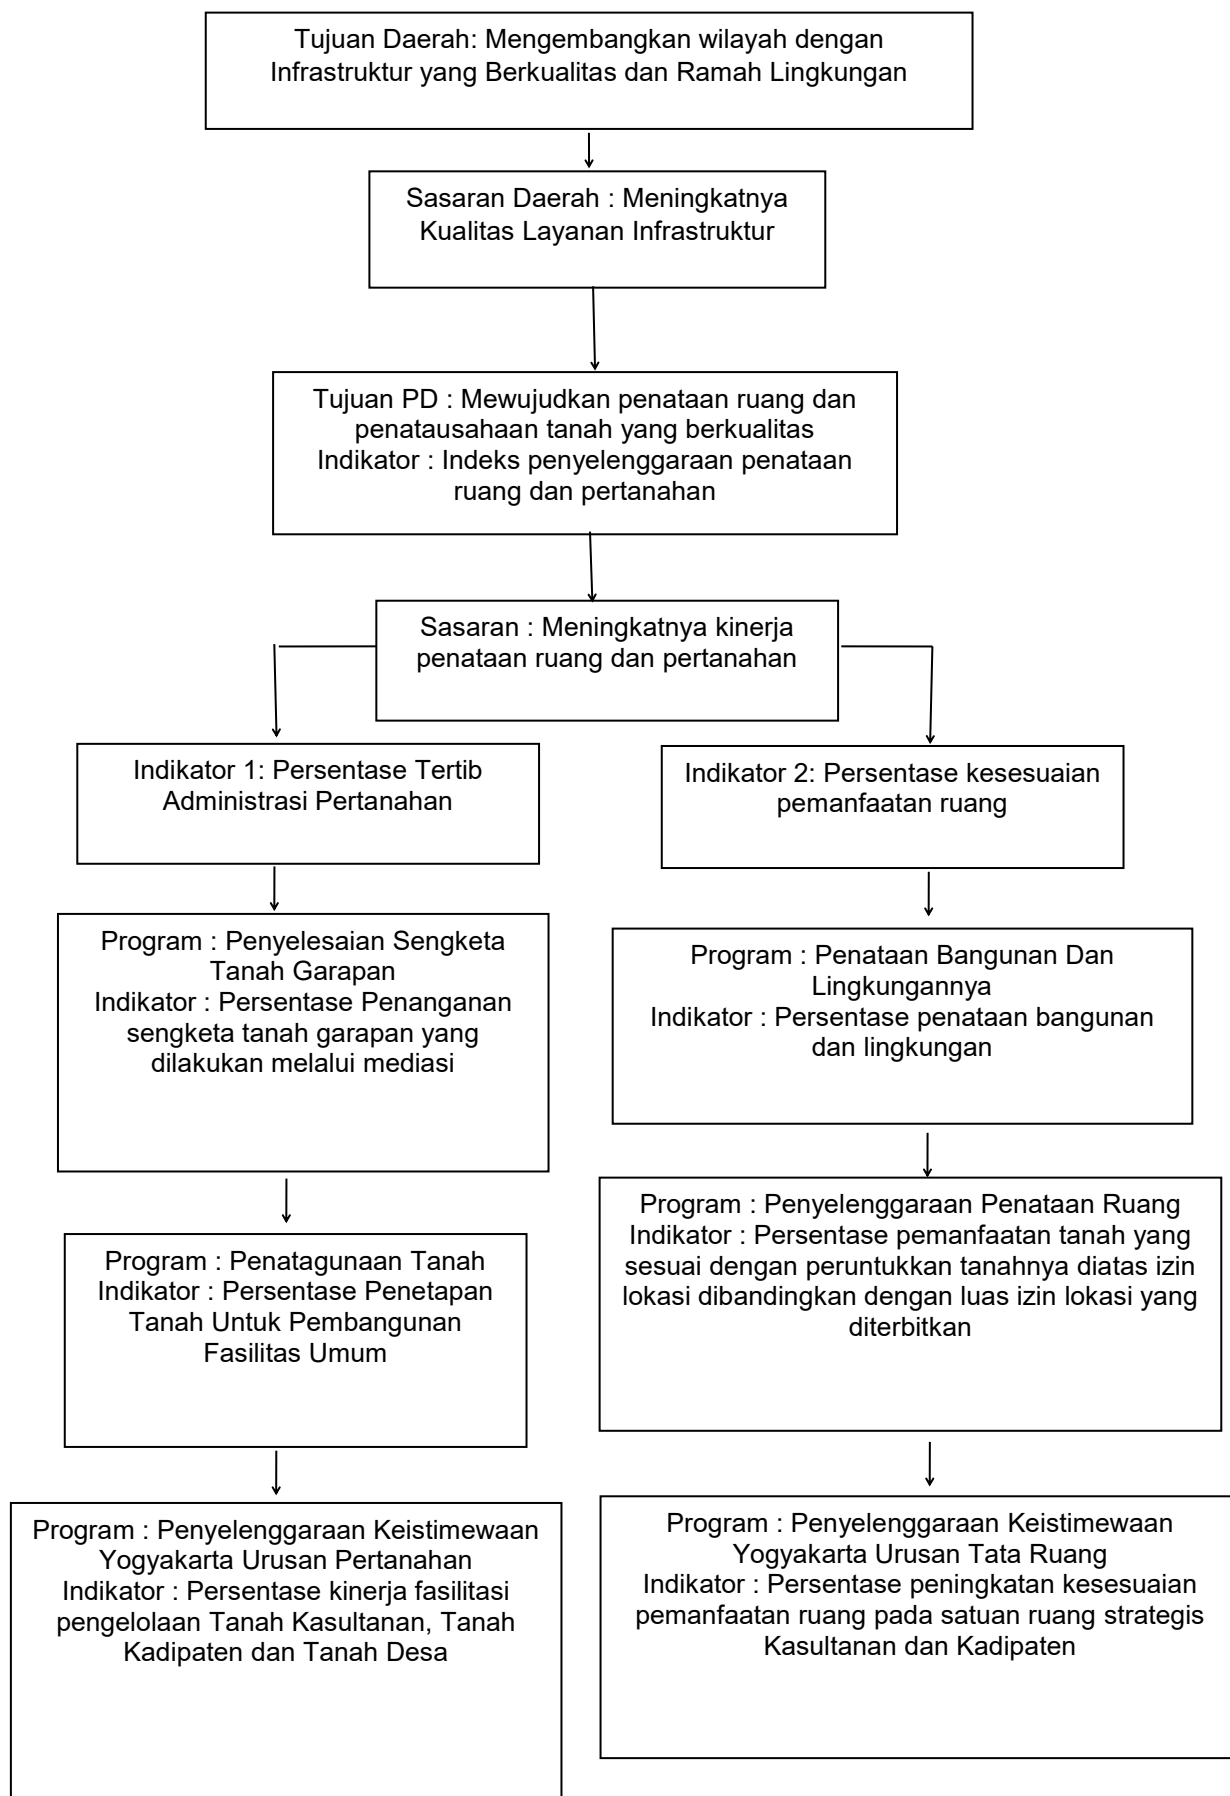 Tujuan Daerah: Mengembangkan wilayah dengan
Infrastruktur yang Berkualitas dan Ramah Lingkungan
Sasaran Daerah : Meningkatnya
Kualitas Layanan Infrastruktur
Tujuan PD : Mewujudkan penataan ruang dan
penatausahaan tanah yang berkualitas
Indikator : Indeks penyelenggaraan penataan
ruang dan pertanahan
Sasaran : Meningkatnya kinerja
penataan ruang dan pertanahan
Indikator 1: Persentase Tertib
Administrasi Pertanahan
Program : Penyelesaian Sengketa
Tanah Garapan
Indikator : Persentase Penanganan
sengketa tanah garapan yang
dilakukan melalui mediasi
Program : Penatagunaan Tanah
Indikator : Persentase Penetapan
Tanah Untuk Pembangunan
Fasilitas Umum
Program : Penyelenggaraan Keistimewaan
Yogyakarta Urusan Pertanahan
Indikator : Persentase kinerja fasilitasi
pengelolaan Tanah Kasultanan, Tanah
Kadipaten dan Tanah Desa
Indikator 2: Persentase kesesuaian
pemanfaatan ruang
Program : Penataan Bangunan Dan
Lingkungannya
Indikator : Persentase penataan bangunan
dan lingkungan
Program : Penyelenggaraan Penataan Ruang
Indikator : Persentase pemanfaatan tanah yang
sesuai dengan peruntukkan tanahnya diatas izin
lokasi dibandingkan dengan luas izin lokasi yang
diterbitkan
Program : Penyelenggaraan Keistimewaan
Yogyakarta Urusan Tata Ruang
Indikator : Persentase peningkatan kesesuaian
pemanfaatan ruang pada satuan ruang strategis
Kasultanan dan Kadipaten